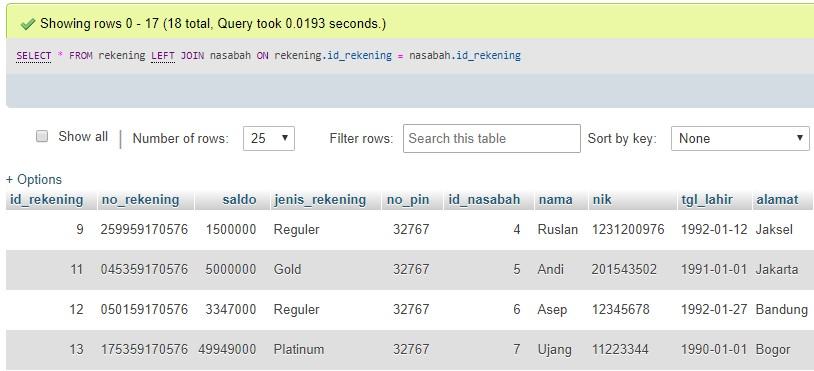 Showing rows 0 - 17 (18 total, Query took 0.0193 seconds.)
SELECT * FROM rekening LEFT JOIN nasabah ON rekening.id_rekening = nasabah.id_rekening
Show all | Number of rows: 25 Filter rows: Search this table Sort by key: None
+ Options
id_rekening no_rekening saldo jenis_rekening no_pin id_nasabah nama nik tgl_lahir alamat
9 259959170576 1500000 Reguler 32767 4 Ruslan 1231200976 1992-01-12 Jaksel
11 045359170576 5000000 Gold 32767 5 Andi 201543502 1991-01-01 Jakarta
12 050159170576 3347000 Reguler 32767 6 Asep 12345678 1992-01-27 Bandung
13 175359170576 49949000 Platinum 32767 7 Ujang 11223344 1990-01-01 Bogor